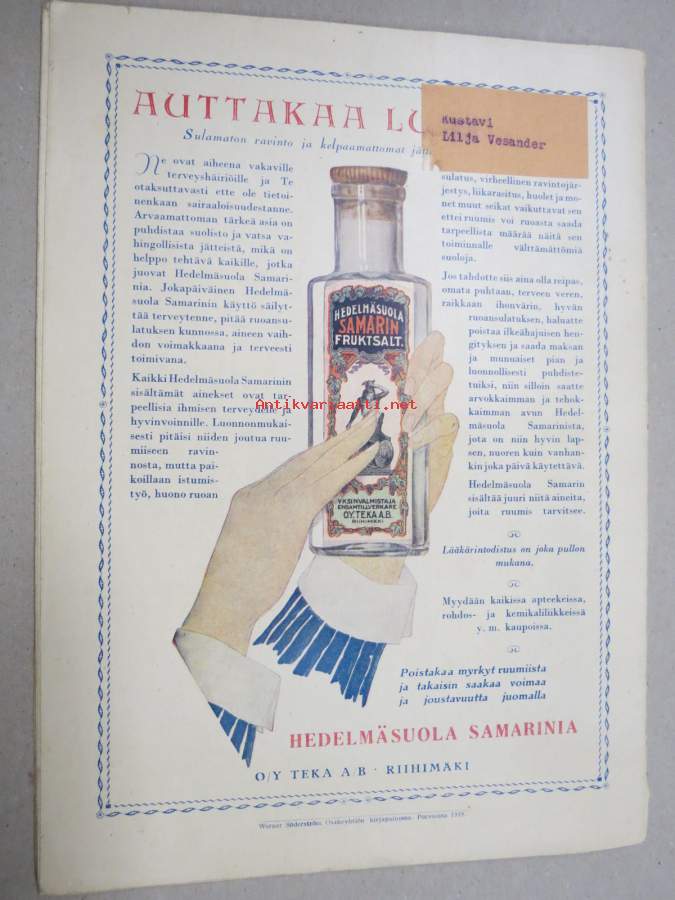 AUTTAKAA LU
Kustavi
Lilja Vesander
Sulamaton ravinto ja kelpaamattomat jätt
Ne ovat aiheena vakaville
terveyshäiriöille ja Te
otaksuttavasti ette ole tietoi-
nenkaan sairaaloisuudestanne.
Arvaamattoman tärkeä asia on
puhdistaa suolisto ja vatsa va-
hingollisista jätteistä, mikä on
helppo tehtävä kaikille, jotka
juovat Hedelmäsuola Samari-
nia. Jokapäiväinen Hedelmä-
suola Samarinin käyttö säilyt-
tää terveytenne, pitää ruoansu-
latuksen kunnossa, aineen vaih-
don voimakkaana ja terveesti
toimivana.
Kaikki Hedelmäsuola Samarinin
sisältämät ainekset ovat tar-
peellisia ihmisen terveydelle ja
hyvinvoinnille. Luonnonmukai-
sesti pitäisi niiden joutua ruu-
miiseen ravin-
nosta, mutta pai-
koillaan istumis-
työ, huono ruoan
sulatus, virheellinen ravintojär-
jestys, liikarasitus, huolet ja mo-
net muut seikat vaikuttavat sen
ettei ruumis voi ruoasta saada
tarpeellista määrää näitä sen
toiminnalle välttämättömiä
suoloja.
Jos tahdotte siis aina olla reipas,
omata puhtaan, terveen veren,
raikkaan ihonvärin, hyvän
ruoansulatuksen, haluatte
poistaa ilkeähajuisen hen-
gityksen ja saada maksan
ja munuaiset pian ja
luonnollisesti puhdiste-
tuiksi, niin silloin saatte
arvokkaimman ja tehok-
kaimman avun Hedel-
mäsuola Samarinista,
jota on niin hyvin lap-
sen, nuoren kuin vanhan-
kin joka päivä käytettävä.
Hedelmäsuola Samarin
sisältää juuri niitä aineita,
joita ruumis tarvitsee.
Lääkärintodistus on joka pullon
mukana.
Myydään kaikissa apteekeissa,
rohdos- ja kemikaliliikkeissä
y. m. kaupoissa.
Poistakaa myrkyt ruumiista
ja takaisin saakaa voimaa
ja joustavuutta juomalla
HEDELMÄSUOLA SAMARINIA
O/Y TEKA A/B · RIIHIMÄKI
HEDELMÄSUOLA
SAMARIN
FRUKTSALT.
YKSINVALMISTAJA
ENSAMTILLVERKARE
O.Y. TEKA A.B.
RIIHIMÄKI
Antikvariaatti.net
Werner Söderström Osakeyhtiön kirjapainossa Porvoossa